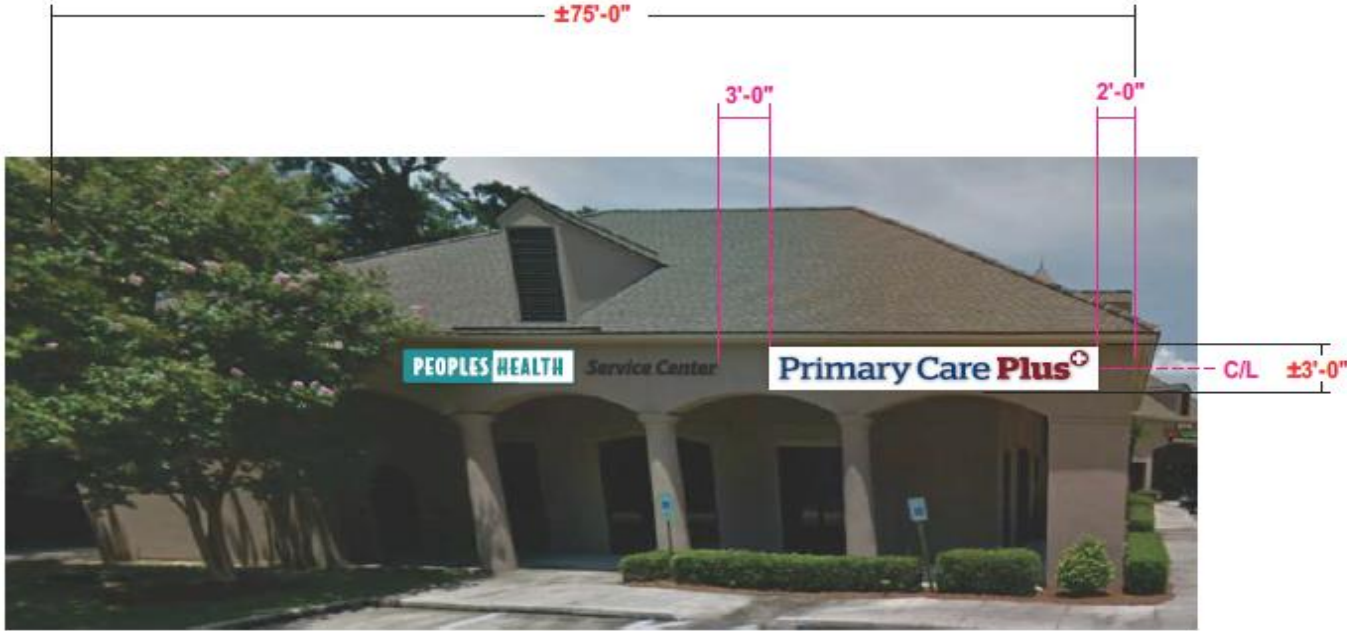 ±75'-0"
3'-0"
2'-0"
PEOPLES HEALTH Service Center
Primary Care Plus
C/L
±3'-0"